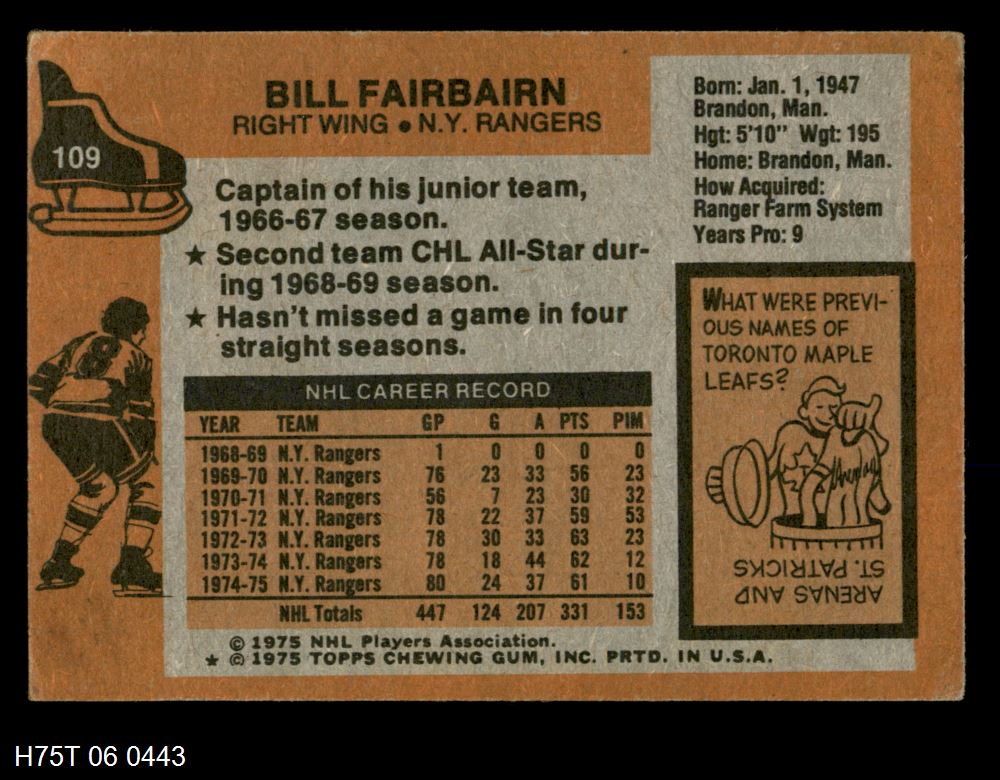 109
BILL FAIRBAIRN
RIGHT WING • N.Y. RANGERS
Captain of his junior team,
1966-67 season.
★ Second team CHL All-Star dur-
ing 1968-69 season.
★ Hasn't missed a game in four
straight seasons.
NHL CAREER RECORD
YEAR TEAM GP G A PTS PIM
1968-69 N.Y. Rangers 1 0 0 0 0
1969-70 N.Y. Rangers 76 23 33 56 23
1970-71 N.Y. Rangers 56 7 23 30 32
1971-72 N.Y. Rangers 78 22 37 59 53
1972-73 N.Y. Rangers 78 30 33 63 23
1973-74 N.Y. Rangers 78 18 44 62 12
1974-75 N.Y. Rangers 80 24 37 61 10
NHL Totals 447 124 207 331 153
© 1975 NHL Players Association.
★ © 1975 TOPPS CHEWING GUM, INC. PRTD. IN U.S.A.
Born: Jan. 1, 1947
Brandon, Man.
Hgt: 5'10" Wgt: 195
Home: Brandon, Man.
How Acquired:
Ranger Farm System
Years Pro: 9
WHAT WERE PREVI-
OUS NAMES OF
TORONTO MAPLE
LEAFS?
ARENAS AND
ST. PATRICKS
8
H75T 06 0443